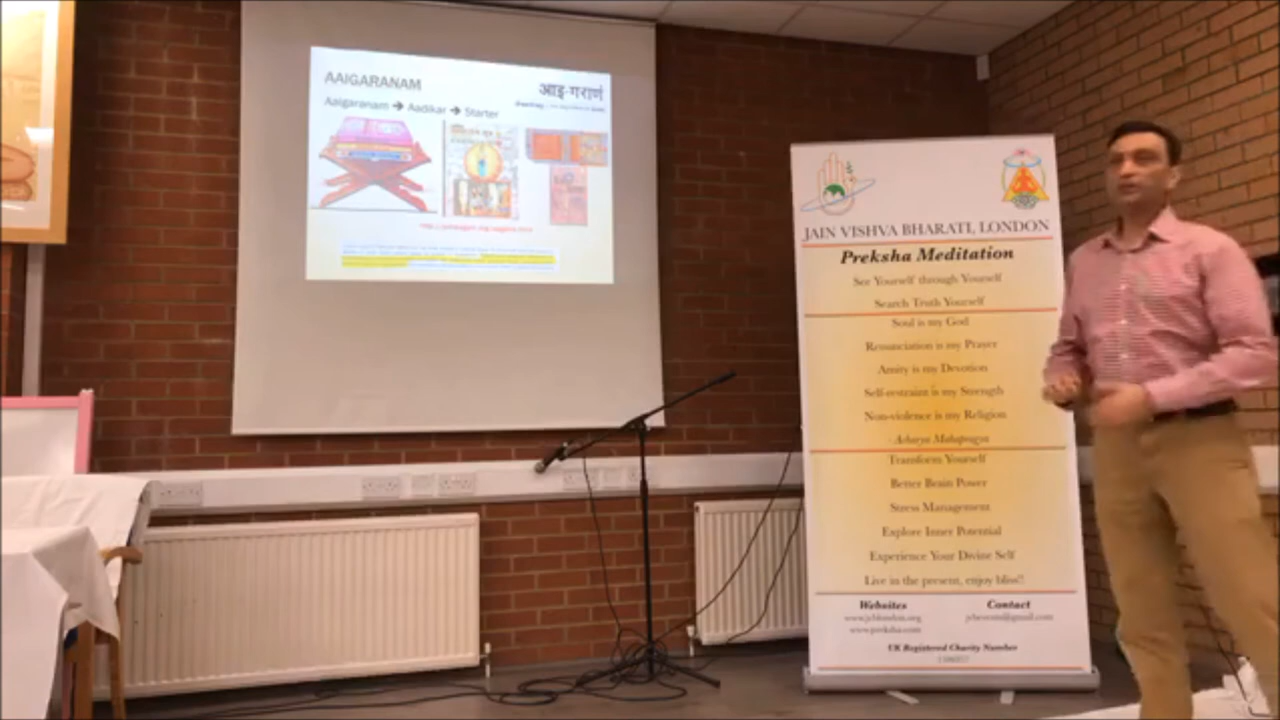 AAIGARANAM
आइ-गराणं
Aaigaranam ➔ Aadikar ➔ Starter
JAIN VISHVA BHARATI, LONDON
Preksha Meditation
See Yourself through Yourself
Search Truth Yourself
Soul is my God
Renunciation is my Prayer
Amity is my Devotion
Self-restraint is my Strength
Non-violence is my Religion
- Acharya Mahapragya
Transform Yourself
Better Brain Power
Stress Management
Explore Inner Potential
Experience Your Divine Self
Live in the present, enjoy bliss!!
Websites
Contact
www.preksha.com
UK Registered Charity Number